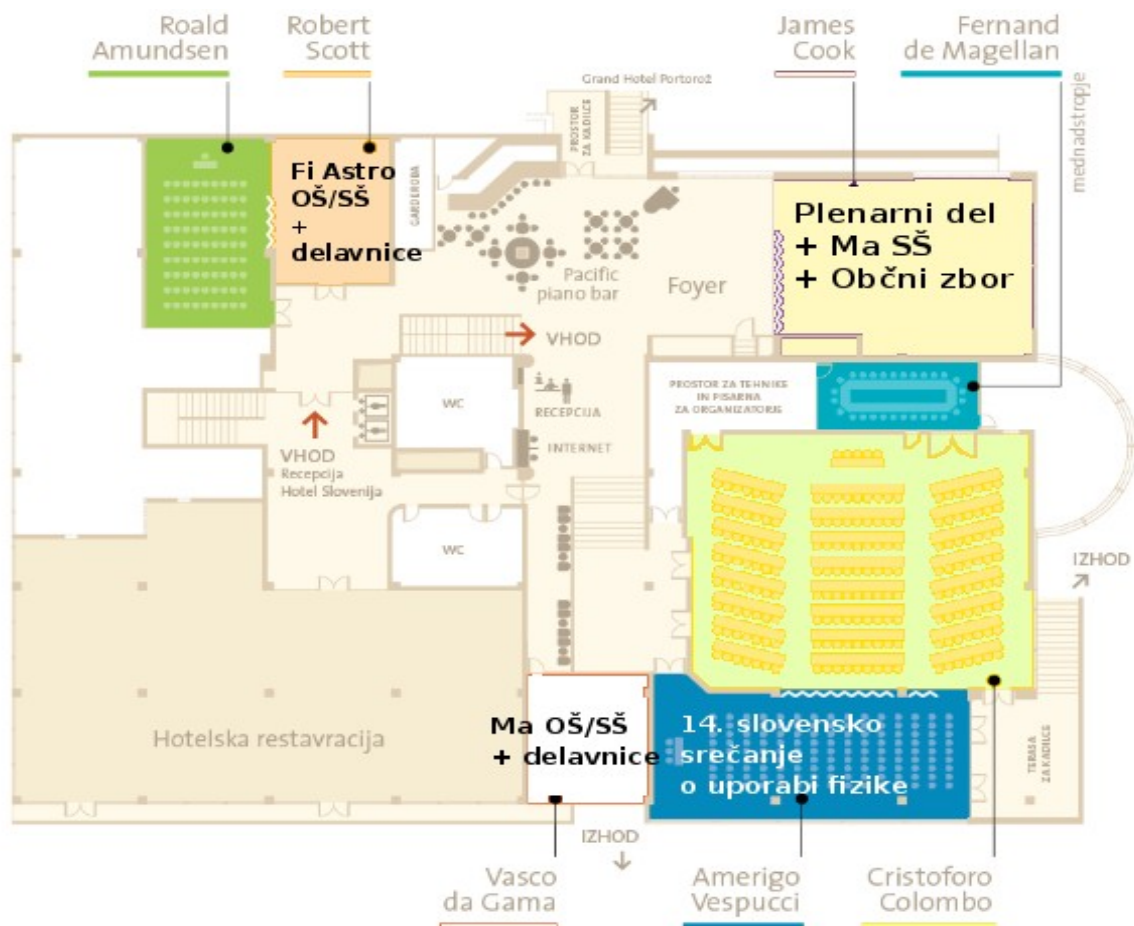 Roald
Amundsen
Robert
Scott
James
Cook
Fernand
de Magellan
Grand Hotel Portorož
mednadstropje
PROSTOR
ZA KADILCE
GARDEROBA
Fi Astro
OŠ/SŠ
+
delavnice
Plenarni del
+ Ma SŠ
+ Občni zbor
Pacific
piano bar
Foyer
VHOD
WC
RECEPCIJA
PROSTOR ZA TEHNIKE
IN PISARNA
ZA ORGANIZATORJE
INTERNET
VHOD
Recepcija
Hotel Slovenija
WC
IZHOD
Hotelska restavracija
Ma OŠ/SŠ
+ delavnice
14. slovensko
srečanje
o uporabi fizike
TERASA
ZA KADILCE
IZHOD
Vasco
da Gama
Amerigo
Vespucci
Cristoforo
Colombo